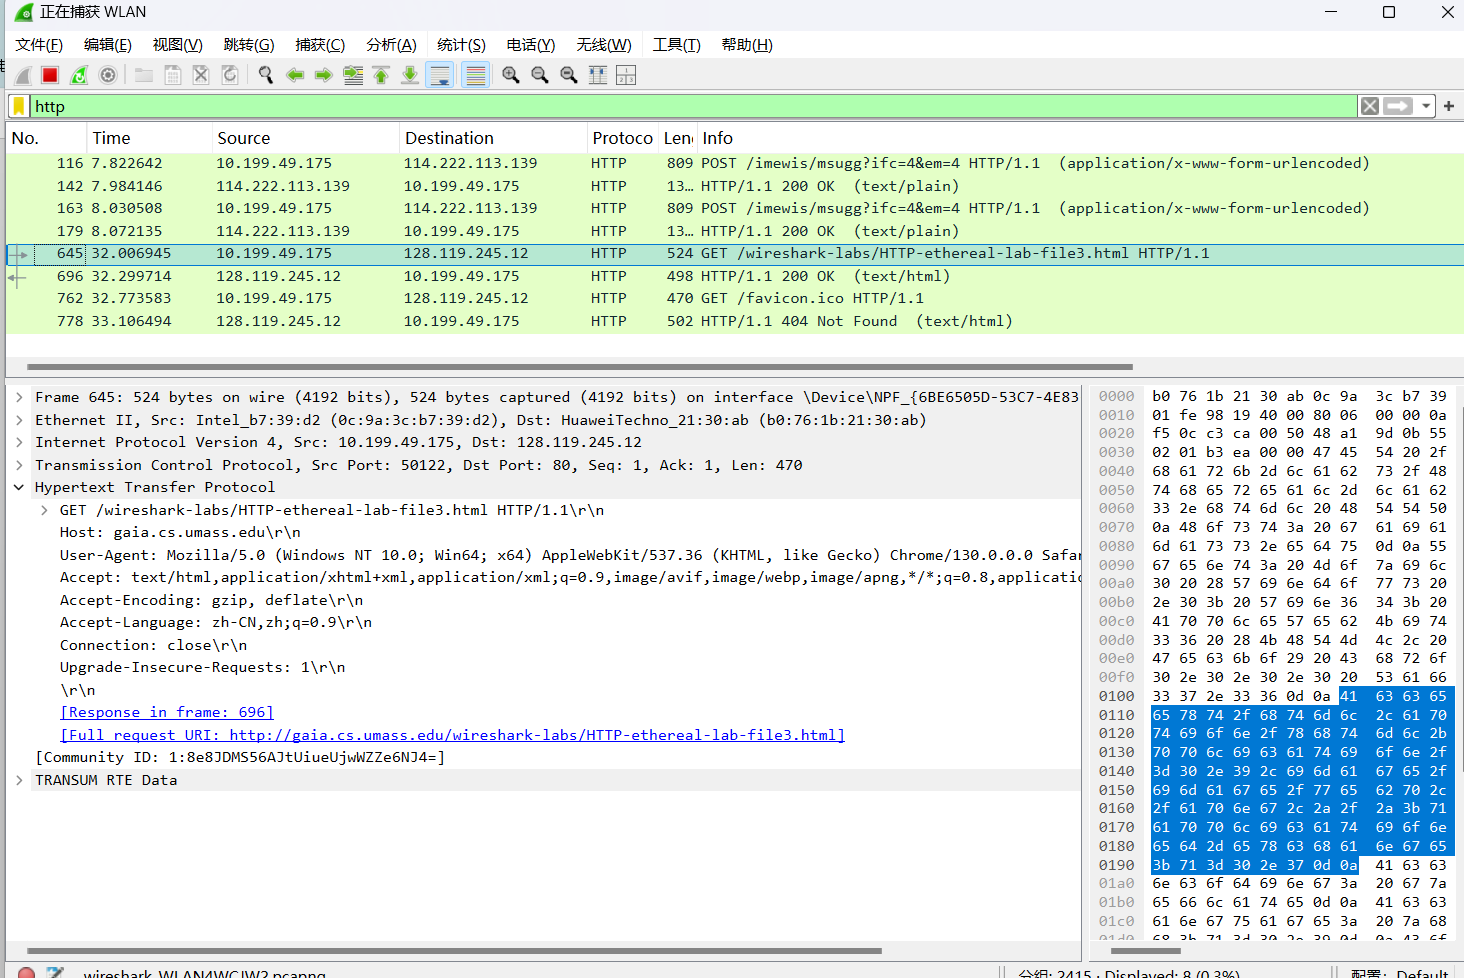 正在捕获 WLAN
文件(F) 编辑(E) 视图(V) 跳转(G) 捕获(C) 分析(A) 统计(S) 电话(Y) 无线(W) 工具(T) 帮助(H)
http
No. Time Source Destination Protoco Len Info
116 7.822642 10.199.49.175 114.222.113.139 HTTP 809 POST /imewis/msugg?ifc=4&em=4 HTTP/1.1 (application/x-www-form-urlencoded)
142 7.984146 114.222.113.139 10.199.49.175 HTTP 13… HTTP/1.1 200 OK (text/plain)
163 8.030508 10.199.49.175 114.222.113.139 HTTP 809 POST /imewis/msugg?ifc=4&em=4 HTTP/1.1 (application/x-www-form-urlencoded)
179 8.072135 114.222.113.139 10.199.49.175 HTTP 13… HTTP/1.1 200 OK (text/plain)
645 32.006945 10.199.49.175 128.119.245.12 HTTP 524 GET /wireshark-labs/HTTP-ethereal-lab-file3.html HTTP/1.1
696 32.299714 128.119.245.12 10.199.49.175 HTTP 498 HTTP/1.1 200 OK (text/html)
762 32.773583 10.199.49.175 128.119.245.12 HTTP 470 GET /favicon.ico HTTP/1.1
778 33.106494 128.119.245.12 10.199.49.175 HTTP 502 HTTP/1.1 404 Not Found (text/html)
Frame 645: 524 bytes on wire (4192 bits), 524 bytes captured (4192 bits) on interface \Device\NPF_{6BE6505D-53C7-4E83
Ethernet II, Src: Intel_b7:39:d2 (0c:9a:3c:b7:39:d2), Dst: HuaweiTechno_21:30:ab (b0:76:1b:21:30:ab)
Internet Protocol Version 4, Src: 10.199.49.175, Dst: 128.119.245.12
Transmission Control Protocol, Src Port: 50122, Dst Port: 80, Seq: 1, Ack: 1, Len: 470
Hypertext Transfer Protocol
GET /wireshark-labs/HTTP-ethereal-lab-file3.html HTTP/1.1\r\n
Host: gaia.cs.umass.edu\r\n
User-Agent: Mozilla/5.0 (Windows NT 10.0; Win64; x64) AppleWebKit/537.36 (KHTML, like Gecko) Chrome/130.0.0.0 Safar
Accept: text/html,application/xhtml+xml,application/xml;q=0.9,image/avif,image/webp,image/apng,*/*;q=0.8,applicatio
Accept-Encoding: gzip, deflate\r\n
Accept-Language: zh-CN,zh;q=0.9\r\n
Connection: close\r\n
Upgrade-Insecure-Requests: 1\r\n
\r\n
[Response in frame: 696]
[Full request URI: http://gaia.cs.umass.edu/wireshark-labs/HTTP-ethereal-lab-file3.html]
[Community ID: 1:8e8JDMS56AJtUiueUjwWZZe6NJ4=]
TRANSUM RTE Data
0000 b0 76 1b 21 30 ab 0c 9a 3c b7 39
0010 01 fe 98 19 40 00 80 06 00 00 0a
0020 f5 0c c3 ca 00 50 48 a1 9d 0b 55
0030 02 01 b3 ea 00 00 47 45 54 20 2f
0040 68 61 72 6b 2d 6c 61 62 73 2f 48
0050 74 68 65 72 65 61 6c 2d 6c 61 62
0060 33 2e 68 74 6d 6c 20 48 54 54 50
0070 0a 48 6f 73 74 3a 20 67 61 69 61
0080 6d 61 73 73 2e 65 64 75 0d 0a 55
0090 67 65 6e 74 3a 20 4d 6f 7a 69 6c
00a0 30 20 28 57 69 6e 64 6f 77 73 20
00b0 2e 30 3b 20 57 69 6e 36 34 3b 20
00c0 41 70 70 6c 65 57 65 62 4b 69 74
00d0 33 36 20 28 4b 48 54 4d 4c 2c 20
00e0 47 65 63 6b 6f 29 20 43 68 72 6f
00f0 30 2e 30 2e 30 2e 30 20 53 61 66
0100 33 37 2e 33 36 0d 0a 41 63 63 65
0110 65 78 74 2f 68 74 6d 6c 2c 61 70
0120 74 69 6f 6e 2f 78 68 74 6d 6c 2b
0130 70 70 6c 69 63 61 74 69 6f 6e 2f
0140 3d 30 2e 39 2c 69 6d 61 67 65 2f
0150 69 6d 61 67 65 2f 77 65 62 70 2c
0160 2f 61 70 6e 67 2c 2a 2f 2a 3b 71
0170 61 70 70 6c 69 63 61 74 69 6f 6e
0180 65 64 2d 65 78 63 68 61 6e 67 65
0190 3b 71 3d 30 2e 37 0d 0a 41 63 63
01a0 6e 63 6f 64 69 6e 67 3a 20 67 7a
01b0 65 66 6c 61 74 65 0d 0a 41 63 63
01c0 61 6e 67 75 61 67 65 3a 20 7a 68
01d0 68 3b 71 3d 30 2e 39 0d 0a 43 6f
wireshark_WLAN4WCJW2.pcapng
分组: 2415 · Displayed: 8 (0.3%)
配置: Default